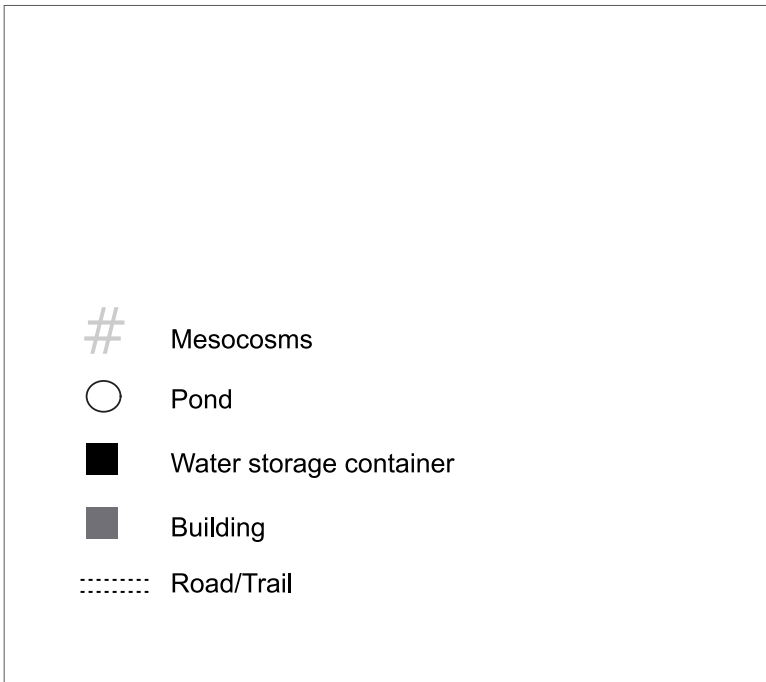 # Mesocosms
Pond
Water storage container
Building
Road/Trail